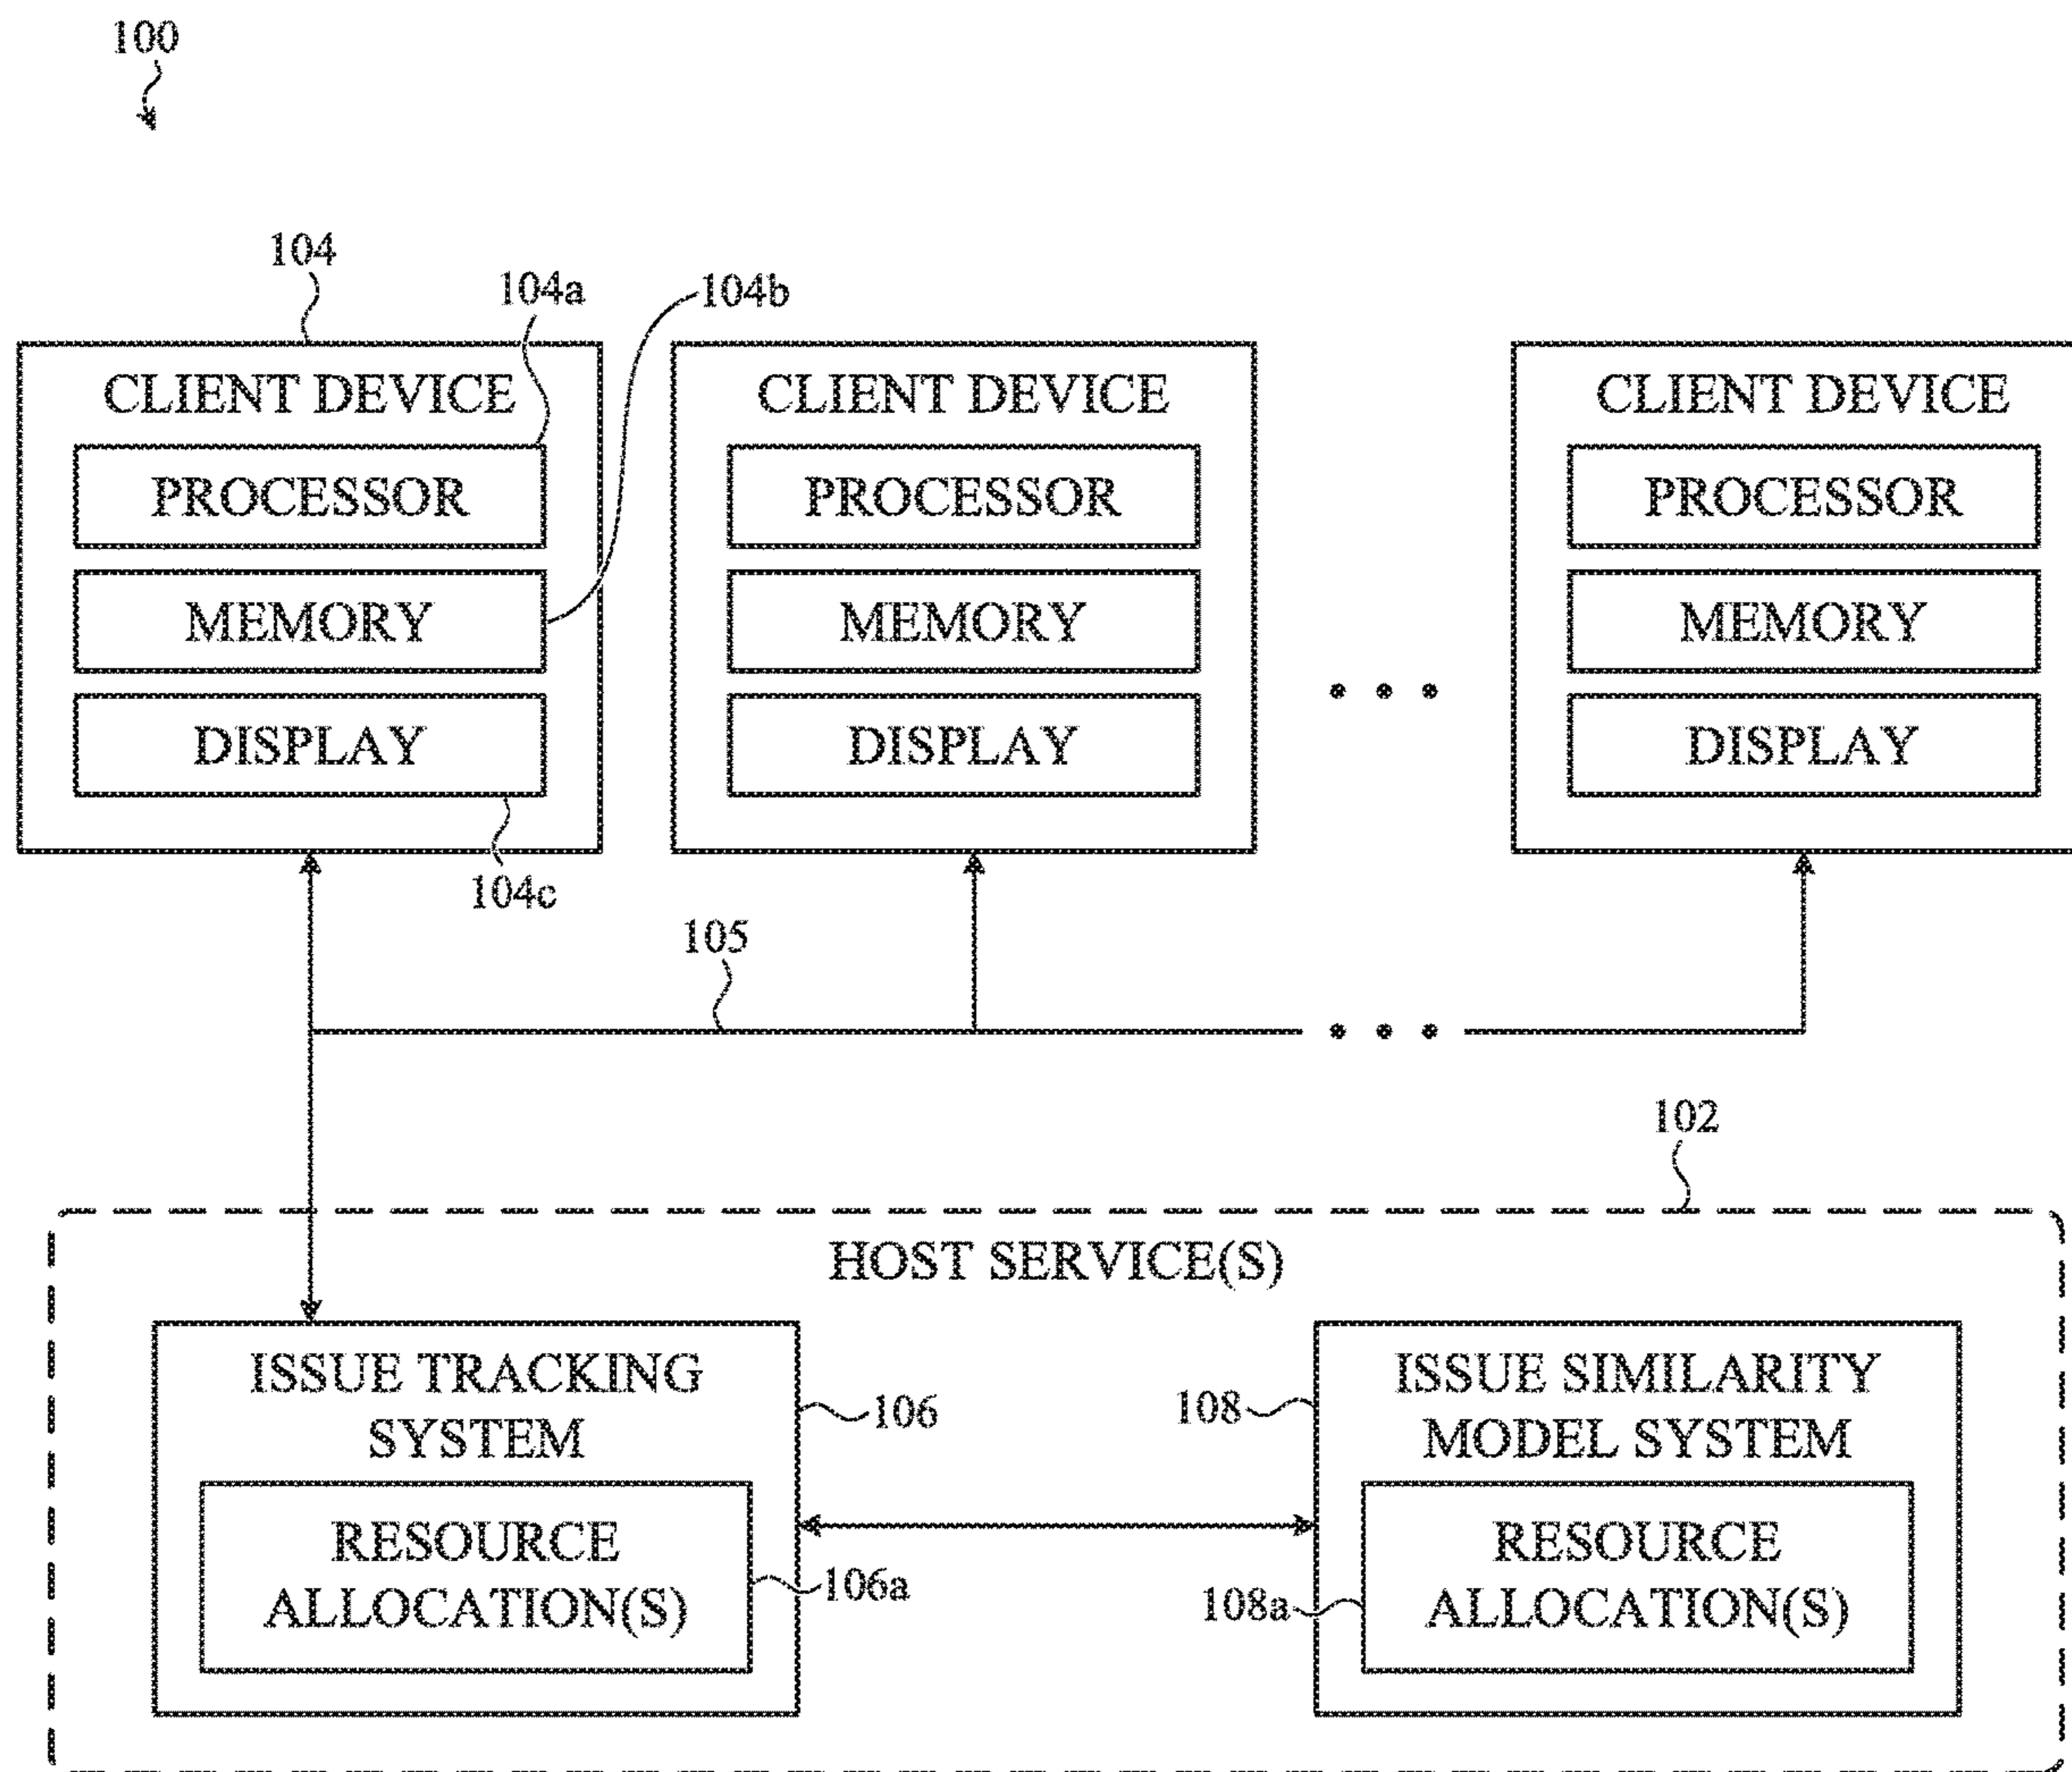 100
104
104a
104b
CLIENT DEVICE
PROCESSOR
MEMORY
DISPLAY
104c
CLIENT DEVICE
PROCESSOR
MEMORY
DISPLAY
• • •
CLIENT DEVICE
PROCESSOR
MEMORY
DISPLAY
105
• • •
102
HOST SERVICE(S)
ISSUE TRACKING
SYSTEM
106
RESOURCE
ALLOCATION(S)
106a
108
ISSUE SIMILARITY
MODEL SYSTEM
108a
RESOURCE
ALLOCATION(S)